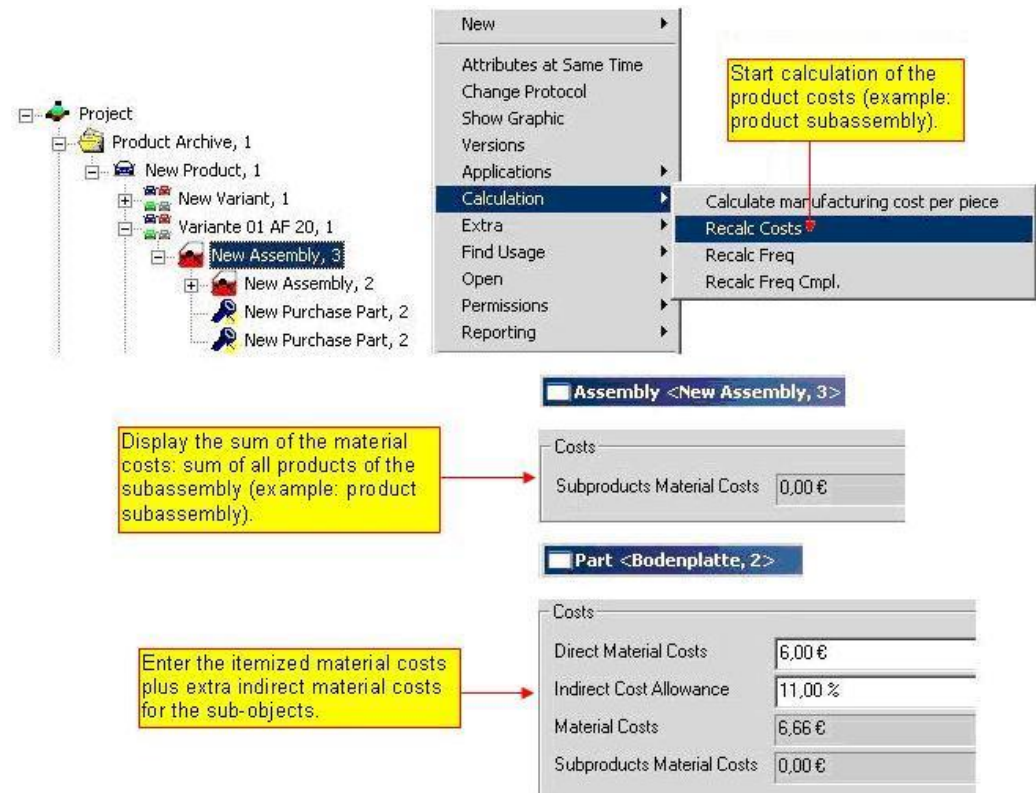 Project
Product Archive, 1
New Product, 1
New Variant, 1
Variante 01 AF 20, 1
New Assembly, 3
New Assembly, 2
New Purchase Part, 2
New Purchase Part, 2
New
Attributes at Same Time
Change Protocol
Show Graphic
Versions
Applications
Calculation
Extra
Find Usage
Open
Permissions
Reporting
Start calculation of the
product costs (example:
product subassembly).
Calculate manufacturing cost per piece
Recalc Costs
Recalc Freq
Recalc Freq Cmpl.
Assembly <New Assembly, 3>
Display the sum of the material
costs: sum of all products of the
subassembly (example: product
subassembly).
Costs
Subproducts Material Costs 0,00 €
Part <Bodenplatte, 2>
Enter the itemized material costs
plus extra indirect material costs
for the sub-objects.
Costs
Direct Material Costs 6,00 €
Indirect Cost Allowance 11,00 %
Material Costs 6,66 €
Subproducts Material Costs 0,00 €